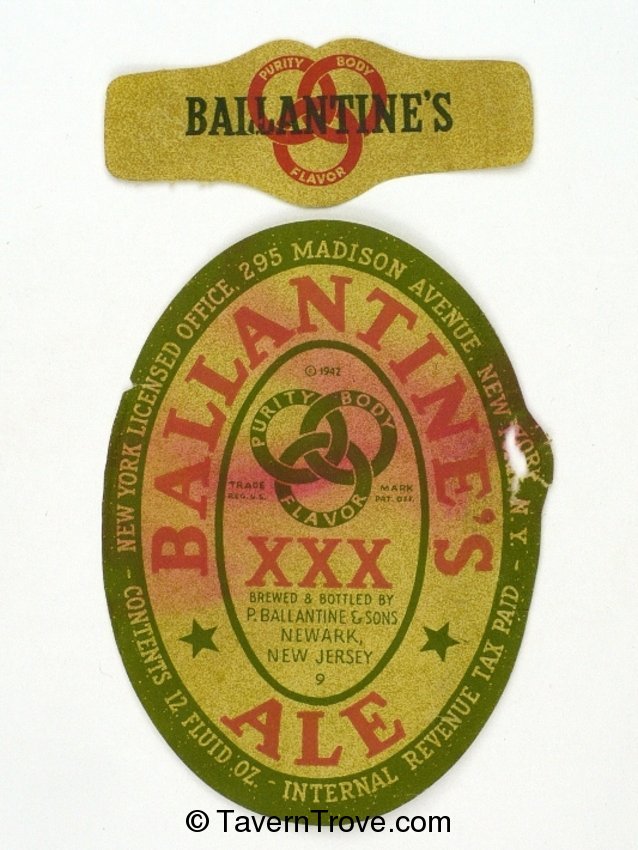 PURITY BODY
BALLANTINE'S
FLAVOR
NEW YORK LICENSED OFFICE, 295 MADISON AVENUE, NEW YORK, N. Y.
BALLANTINE'S
© 1942
PURITY BODY
TRADE MARK
REG. U.S. PAT. OFF.
FLAVOR
XXX
BREWED & BOTTLED BY
P. BALLANTINE & SONS
NEWARK,
NEW JERSEY
9
ALE
- CONTENTS 12 FLUID OZ. - INTERNAL REVENUE TAX PAID -
© TavernTrove.com